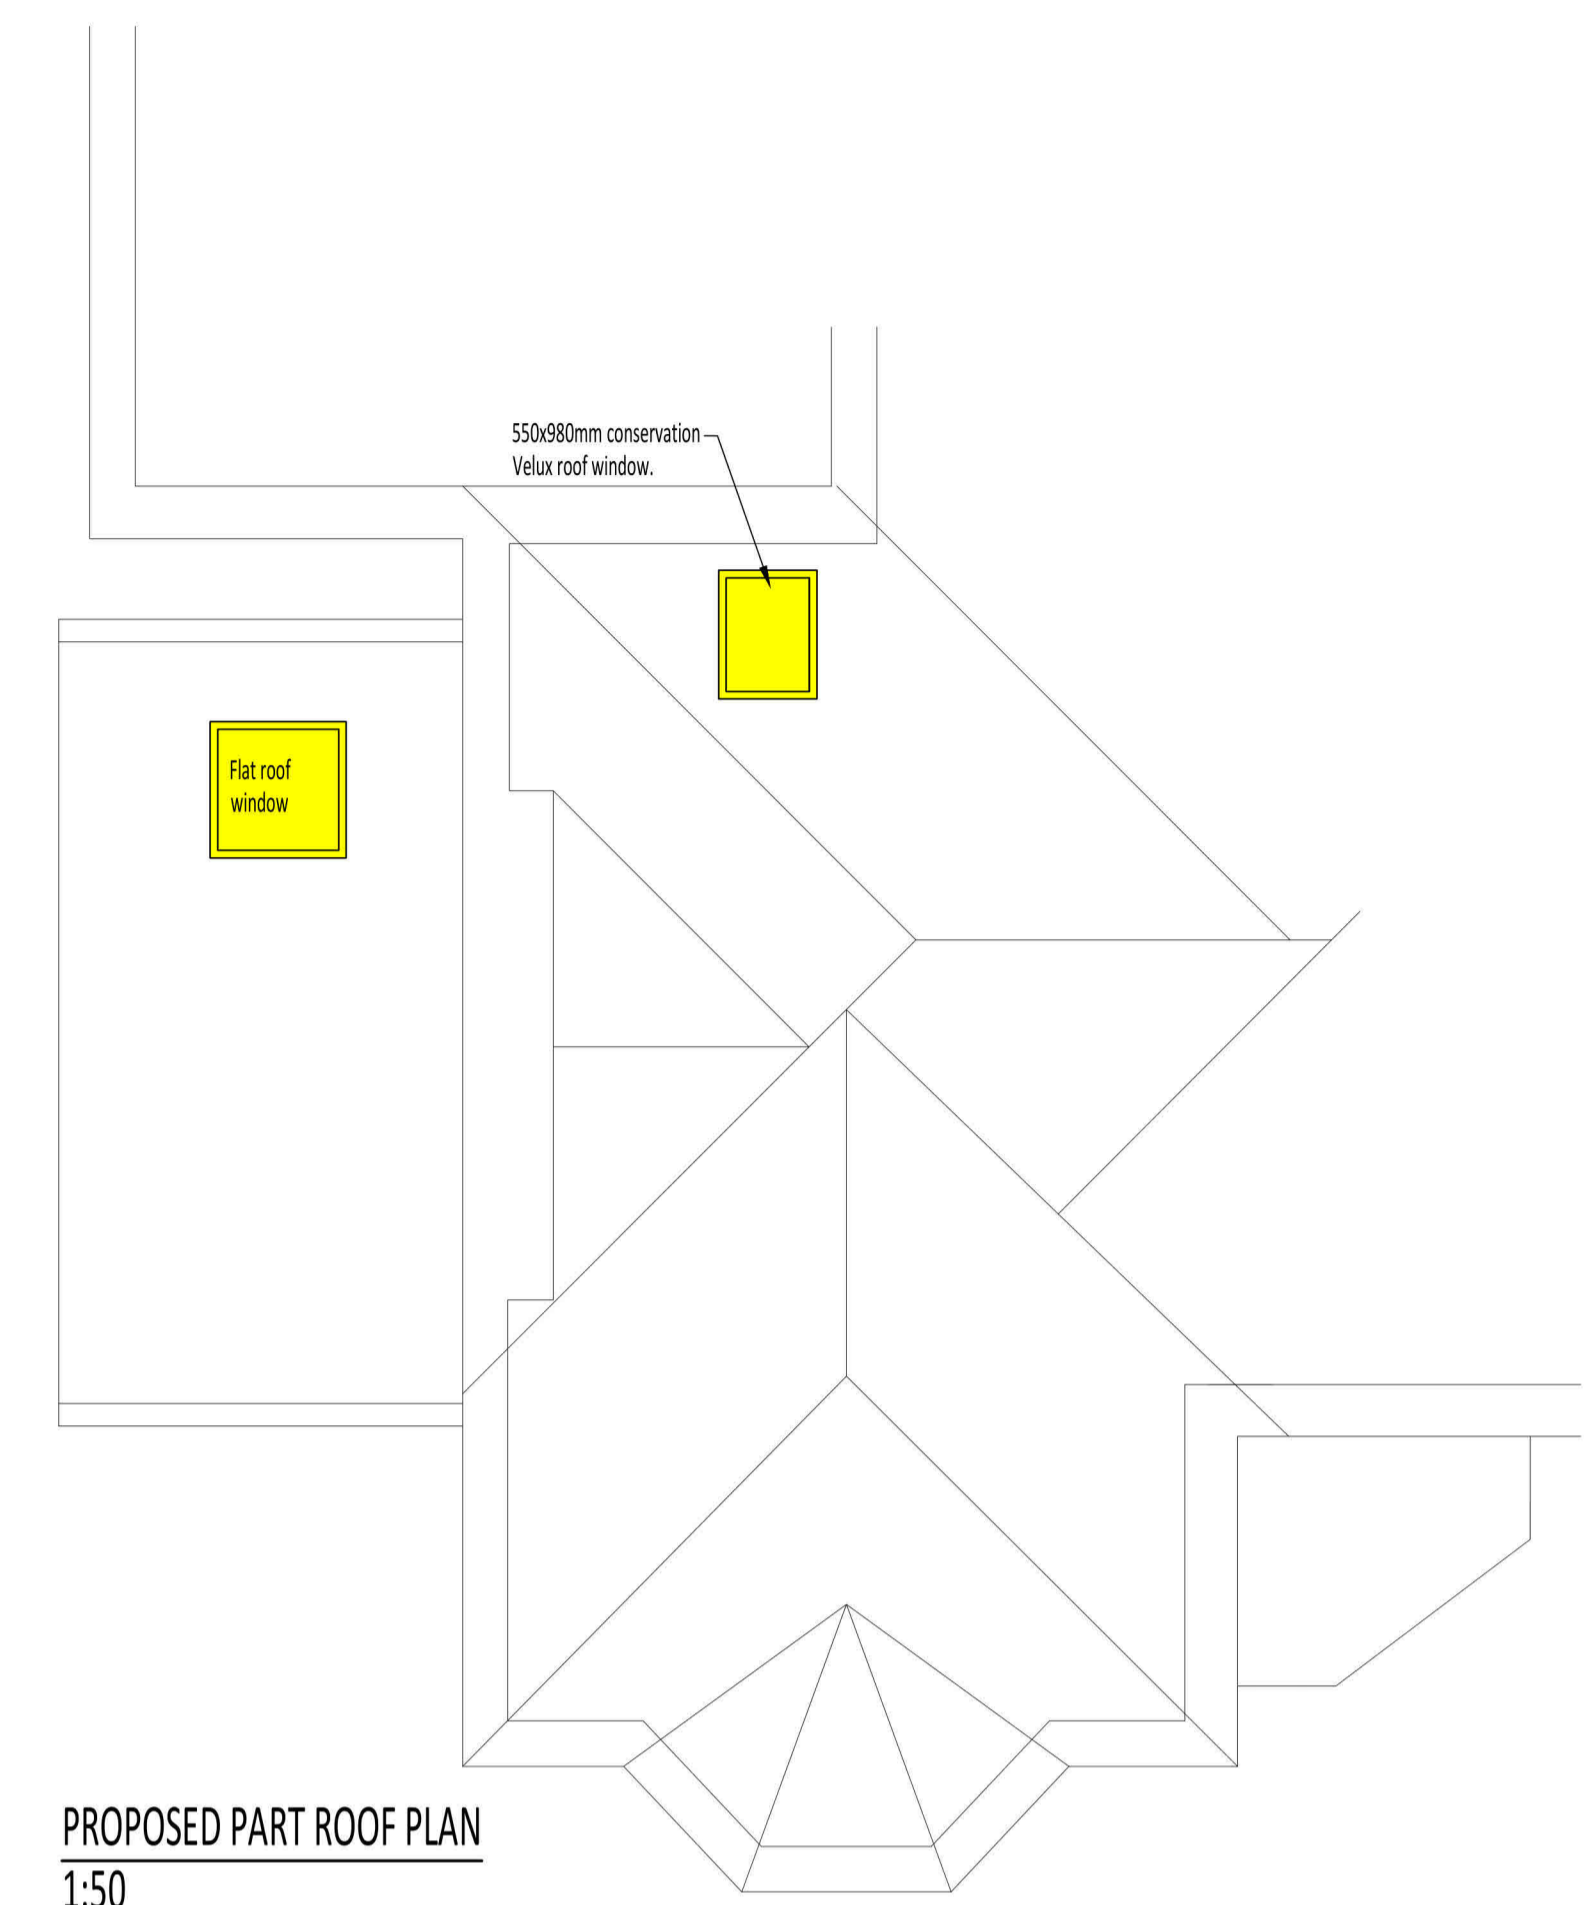 550x980mm conservation
Velux roof window.
Flat roof
window
PROPOSED PART ROOF PLAN
1:50